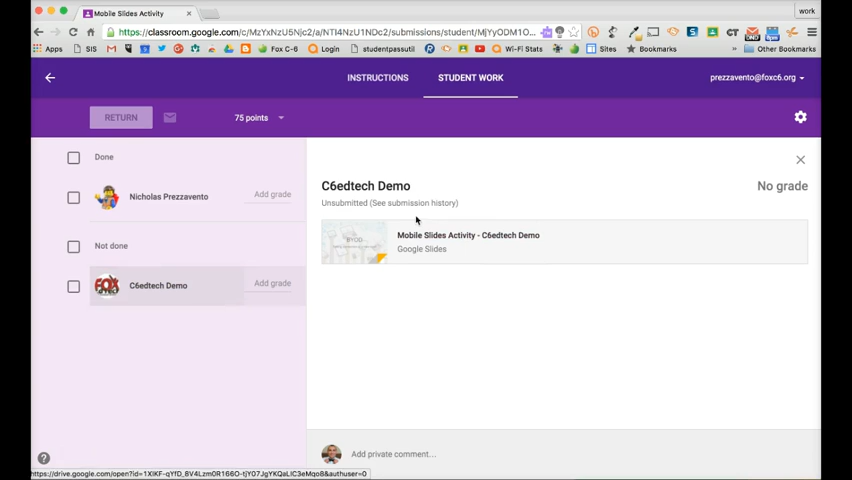 Mobile Slides Activity
work
https://classroom.google.com/c/MzYxNzU5Njc2/a/NTI4NzU1NDc2/submissions/student/MjYyODM1O...
Apps
SIS
Fox C-6
Login
studentpassutil
Wi-Fi Stats
Sites
Bookmarks
Other Bookmarks
INSTRUCTIONS
STUDENT WORK
prezzavento@foxc6.org
RETURN
75 points
Done
Nicholas Prezzavento
Add grade
Not done
C6edtech Demo
Add grade
C6edtech Demo
No grade
Unsubmitted (See submission history)
BYOD
Mobile Slides Activity - C6edtech Demo
Google Slides
FOX
Add private comment...